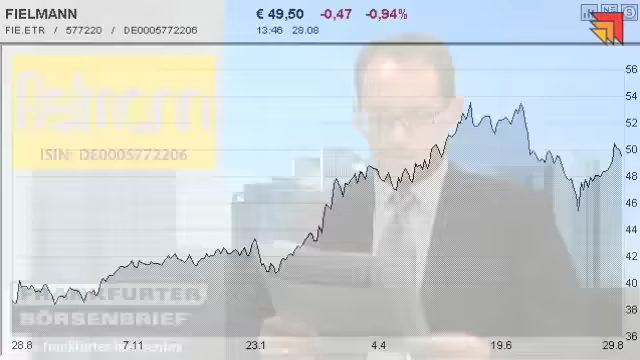 FIELMANN € 49,50 -0,47 -0,94%
FIE.ETR / 577220 / DE0005772206 13:46 28.08
fielmann
ISIN: DE0005772206
56
54
52
50
48
46
44
42
40
38
36
FRANKFURTER
BÖRSENBRIEF
28.8 7.11 23.1 4.4 19.6 29.8